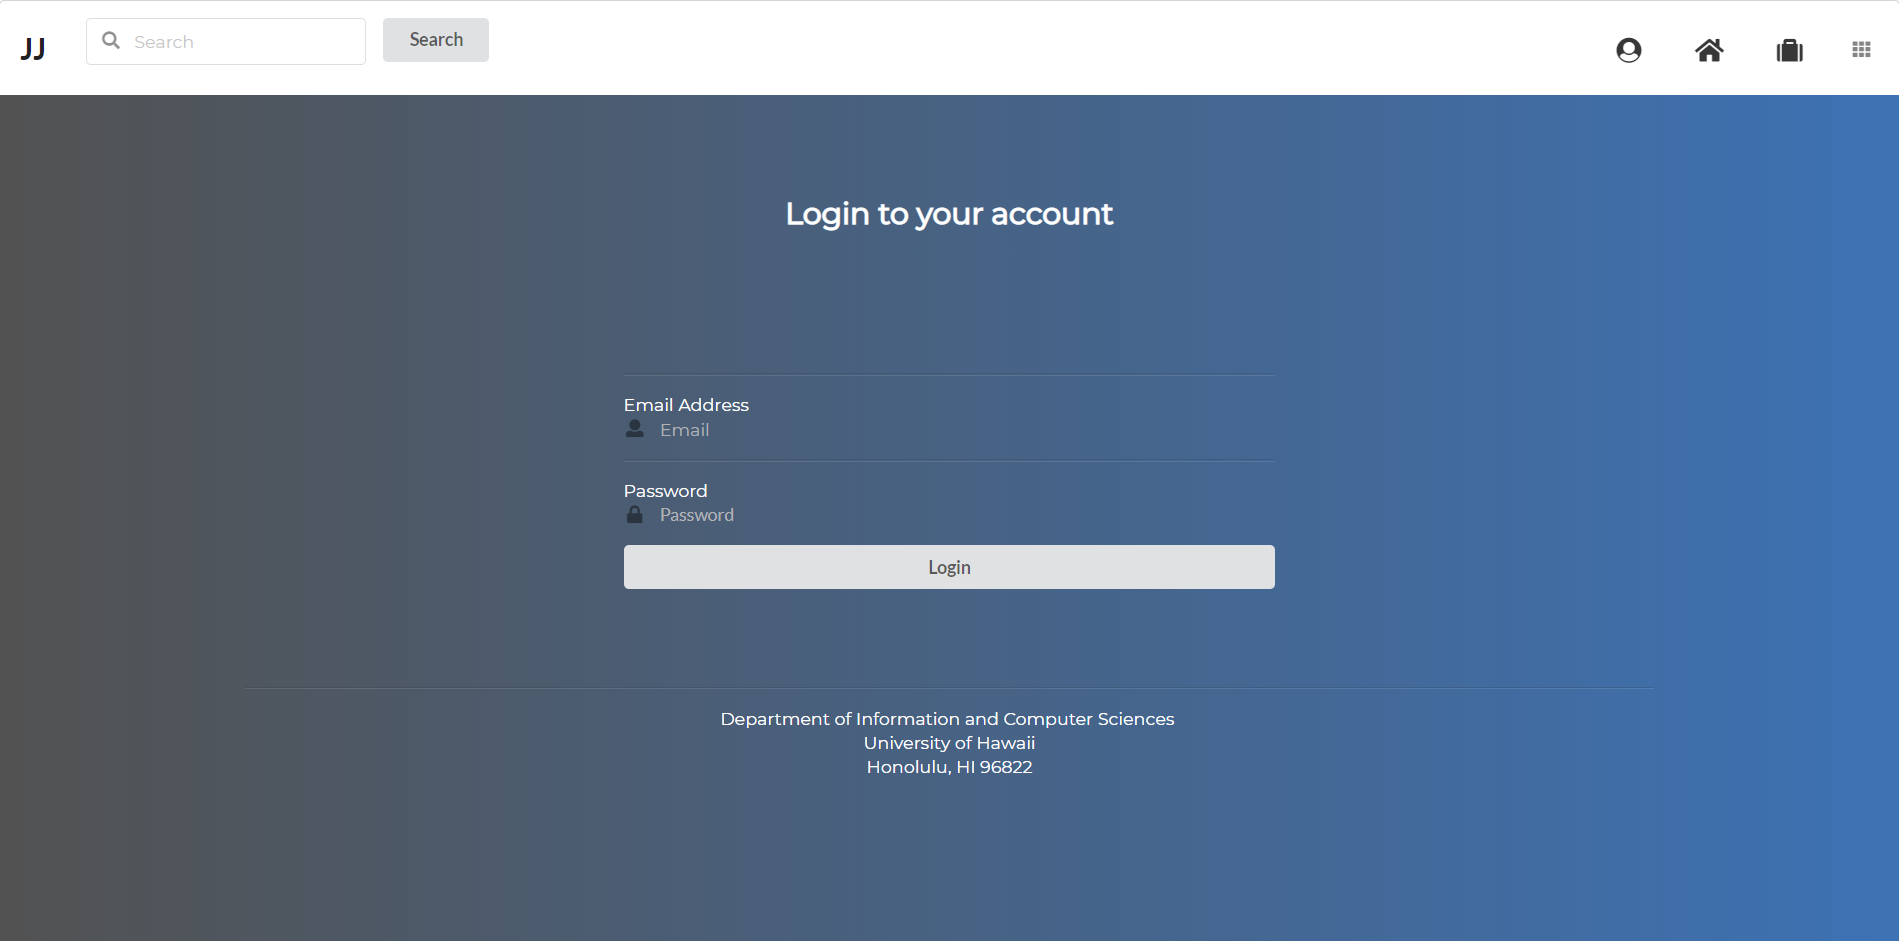 JJ
Search
Search
Login to your account
Email Address
Email
Password
Password
Login
Department of Information and Computer Sciences
University of Hawaii
Honolulu, HI 96822